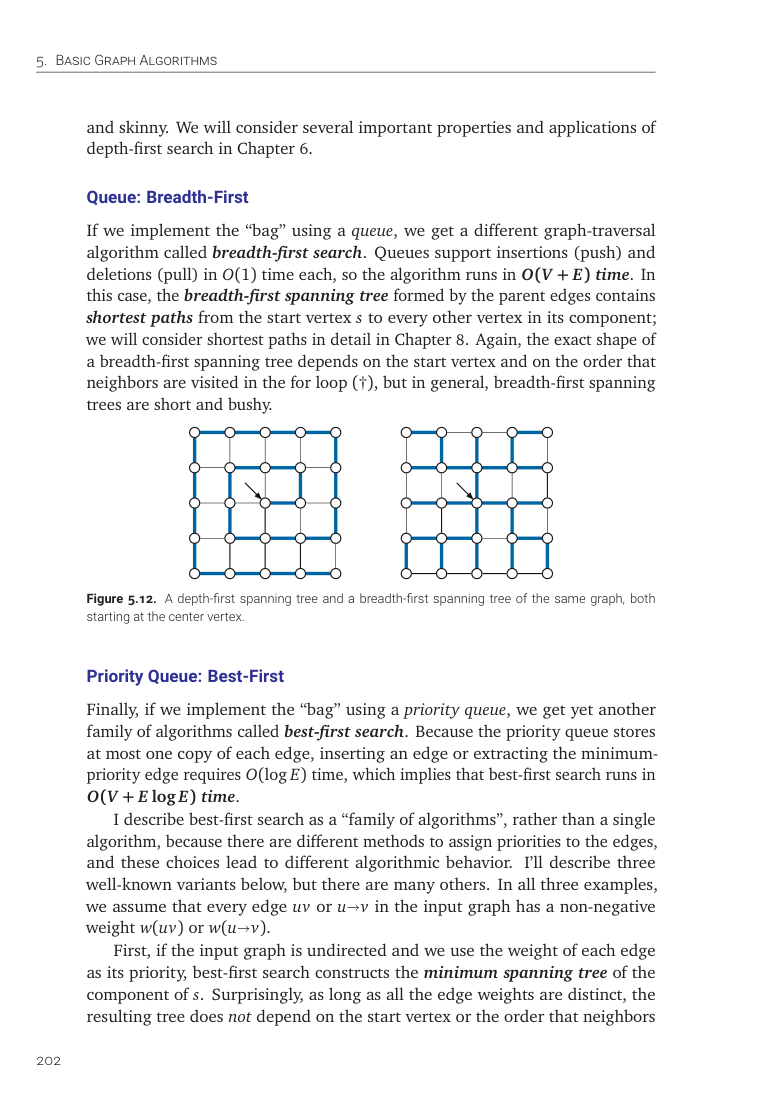 5. Basic Graph Algorithms
and skinny. We will consider several important properties and applications of
depth-first search in Chapter 6.
Queue: Breadth-First
If we implement the “bag” using a queue, we get a different graph-traversal
algorithm called breadth-first search. Queues support insertions (push) and
deletions (pull) in O(1) time each, so the algorithm runs in O(V + E) time. In
this case, the breadth-first spanning tree formed by the parent edges contains
shortest paths from the start vertex s to every other vertex in its component;
we will consider shortest paths in detail in Chapter 8. Again, the exact shape of
a breadth-first spanning tree depends on the start vertex and on the order that
neighbors are visited in the for loop (†), but in general, breadth-first spanning
trees are short and bushy.
Figure 5.12. A depth-first spanning tree and a breadth-first spanning tree of the same graph, both
starting at the center vertex.
Priority Queue: Best-First
Finally, if we implement the “bag” using a priority queue, we get yet another
family of algorithms called best-first search. Because the priority queue stores
at most one copy of each edge, inserting an edge or extracting the minimum-
priority edge requires O(log E) time, which implies that best-first search runs in
O(V + E log E) time.
I describe best-first search as a “family of algorithms”, rather than a single
algorithm, because there are different methods to assign priorities to the edges,
and these choices lead to different algorithmic behavior. I’ll describe three
well-known variants below, but there are many others. In all three examples,
we assume that every edge uv or u→v in the input graph has a non-negative
weight w(uv) or w(u→v).
First, if the input graph is undirected and we use the weight of each edge
as its priority, best-first search constructs the minimum spanning tree of the
component of s. Surprisingly, as long as all the edge weights are distinct, the
resulting tree does not depend on the start vertex or the order that neighbors
202